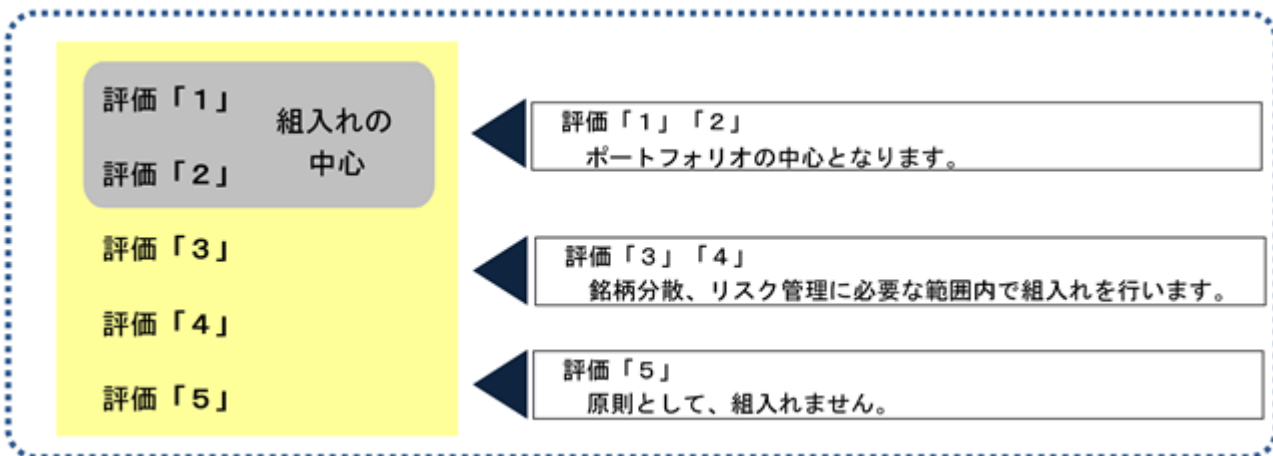 評価「１」
組入れの
中心
評価「２」
評価「３」
評価「４」
評価「５」
評価「１」「２」
ポートフォリオの中心となります。
評価「３」「４」
銘柄分散、リスク管理に必要な範囲内で組入れを行います。
評価「５」
原則として、組入れません。